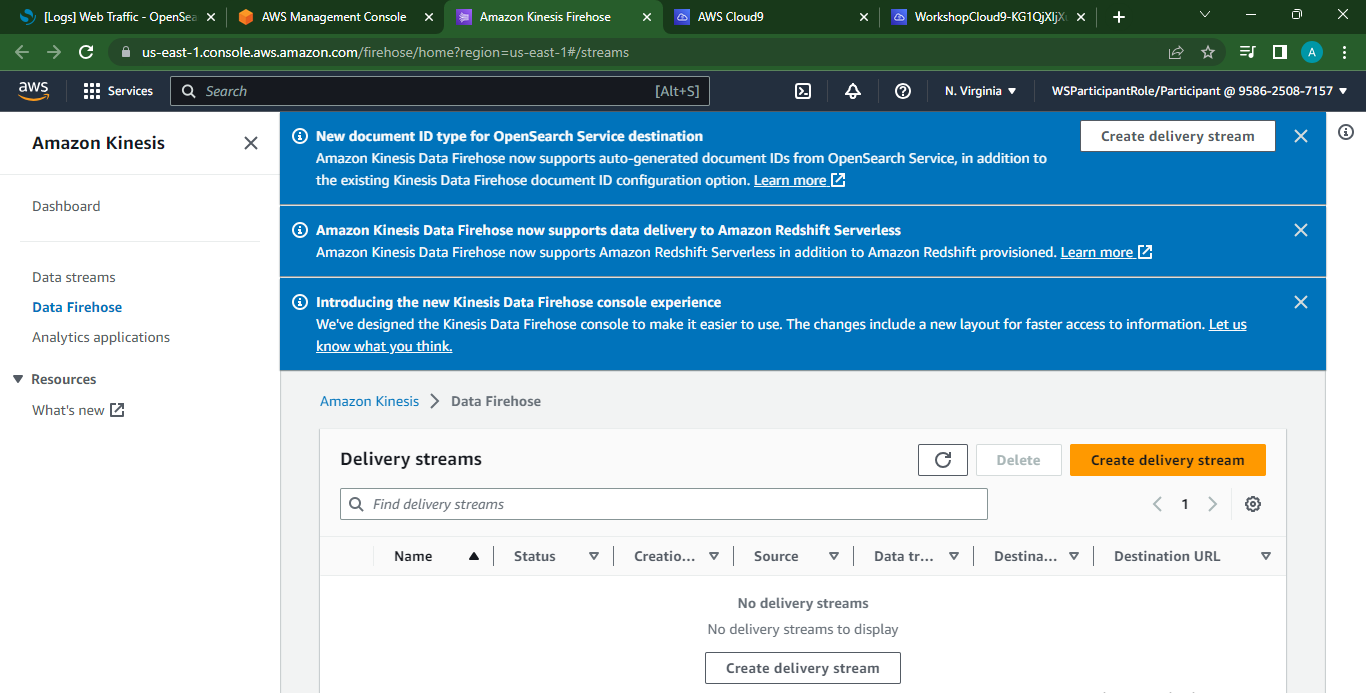 [Logs] Web Traffic - OpenSea
AWS Management Console
Amazon Kinesis Firehose
AWS Cloud9
WorkshopCloud9-KG1QjXIjX
us-east-1.console.aws.amazon.com/firehose/home?region=us-east-1#/streams
A
aws
Services
Search
[Alt+S]
N. Virginia
WSParticipantRole/Participant @ 9586-2508-7157
Amazon Kinesis
Dashboard
Data streams
Data Firehose
Analytics applications
Resources
What's new
New document ID type for OpenSearch Service destination
Amazon Kinesis Data Firehose now supports auto-generated document IDs from OpenSearch Service, in addition to
the existing Kinesis Data Firehose document ID configuration option. Learn more
Create delivery stream
Amazon Kinesis Data Firehose now supports data delivery to Amazon Redshift Serverless
Amazon Kinesis Data Firehose now supports Amazon Redshift Serverless in addition to Amazon Redshift provisioned. Learn more
Introducing the new Kinesis Data Firehose console experience
We've designed the Kinesis Data Firehose console to make it easier to use. The changes include a new layout for faster access to information. Let us
know what you think.
Amazon Kinesis > Data Firehose
Delivery streams
Delete
Create delivery stream
Find delivery streams
1
Name
Status
Creatio...
Source
Data tr...
Destina...
Destination URL
No delivery streams
No delivery streams to display
Create delivery stream